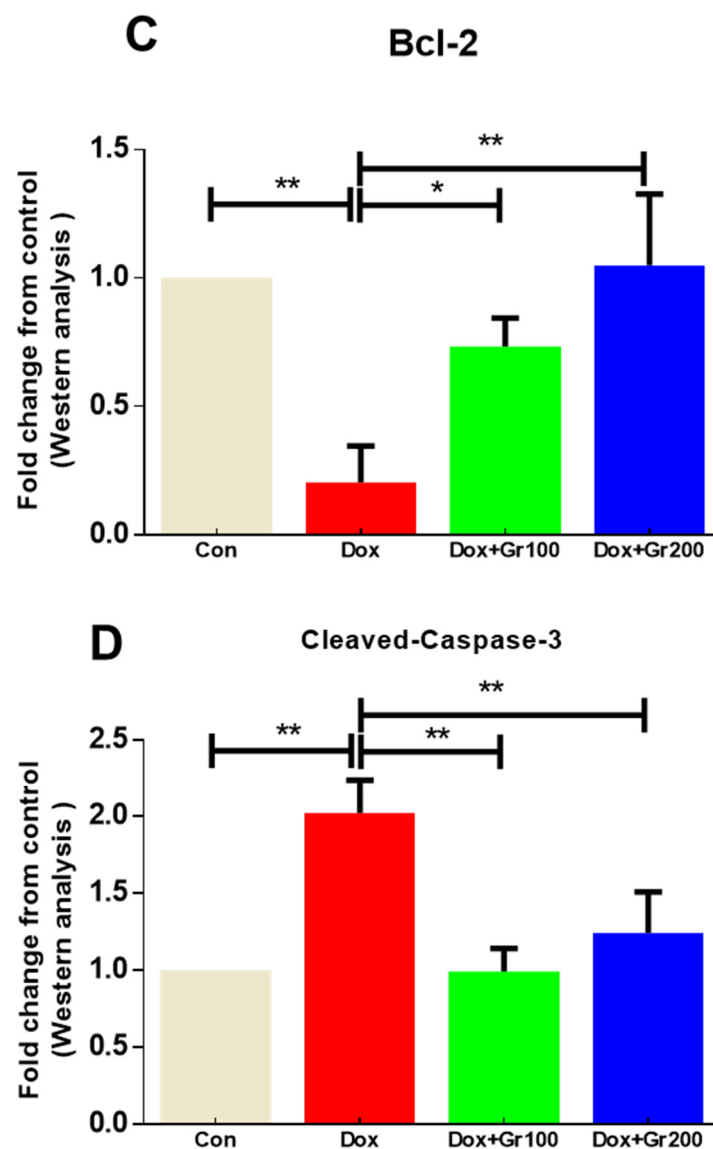 C
Bcl-2
Fold change from control
(Western analysis )
1.5
1.0
0.5
0.0
**
*
**
Con
Dox
Dox+Gr100
Dox+Gr200
D
Cleaved-Caspase-3
Fold change from control
(Western analysis )
2.5
2.0
1.5
1.0
0.5
0.0
**
**
**
Con
Dox
Dox+Gr100
Dox+Gr200